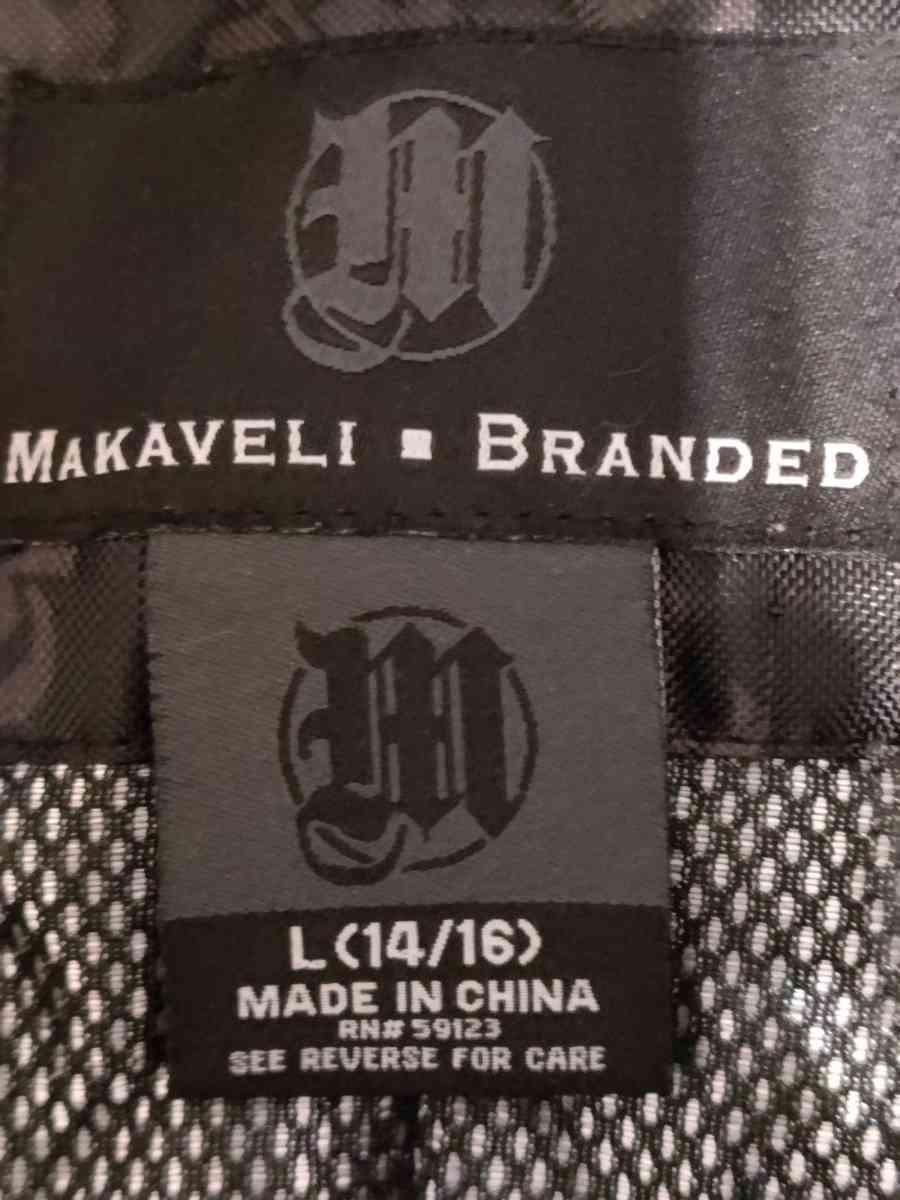 M
MAKAVELI ▪ BRANDED
M
L(14/16)
MADE IN CHINA
RN# 59123
SEE REVERSE FOR CARE